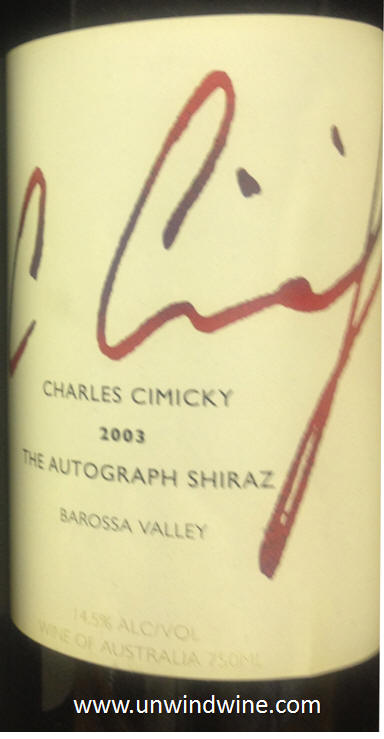 C Cimi
CHARLES CIMICKY
2003
THE AUTOGRAPH SHIRAZ
BAROSSA VALLEY
14.5% ALC/VOL
WINE OF AUSTRALIA 750ML
www.unwindwine.com